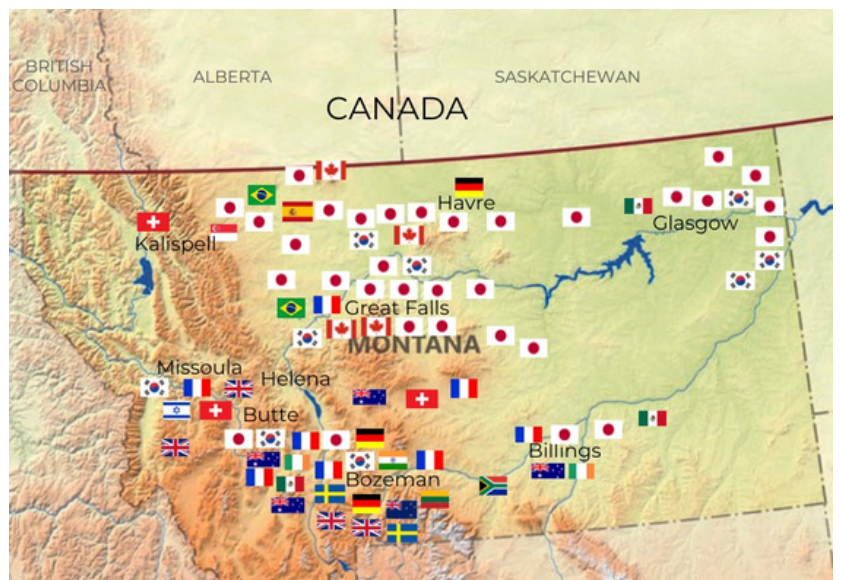 BRITISH
COLUMBIA
ALBERTA
SASKATCHEWAN
CANADA
Havre
Glasgow
Kalispell
Great Falls
MONTANA
Missoula
Helena
Butte
Billings
Bozeman